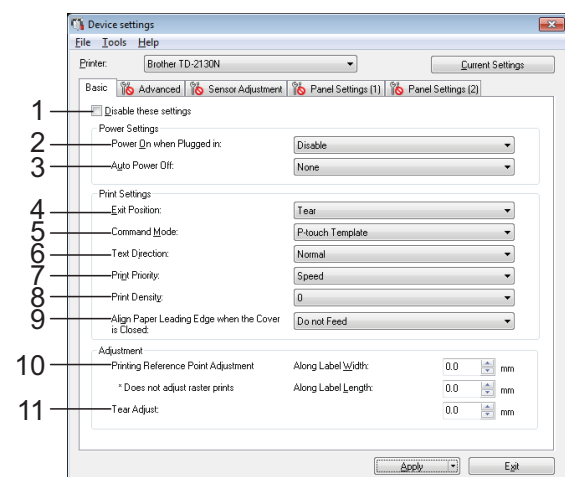 Device settings
File Tools Help
Printer: Brother TD-2130N Current Settings
Basic Advanced Sensor Adjustment Panel Settings (1) Panel Settings (2)
1 Disable these settings
Power Settings
2 Power On when Plugged in: Disable
3 Auto Power Off: None
Print Settings
4 Exit Position: Tear
5 Command Mode: P-touch Template
6 Text Direction: Normal
7 Print Priority: Speed
8 Print Density: 0
9 Align Paper Leading Edge when the Cover is Closed: Do not Feed
Adjustment
10 Printing Reference Point Adjustment Along Label Width: 0.0 mm
* Does not adjust raster prints Along Label Length: 0.0 mm
11 Tear Adjust: 0.0 mm
Apply Exit